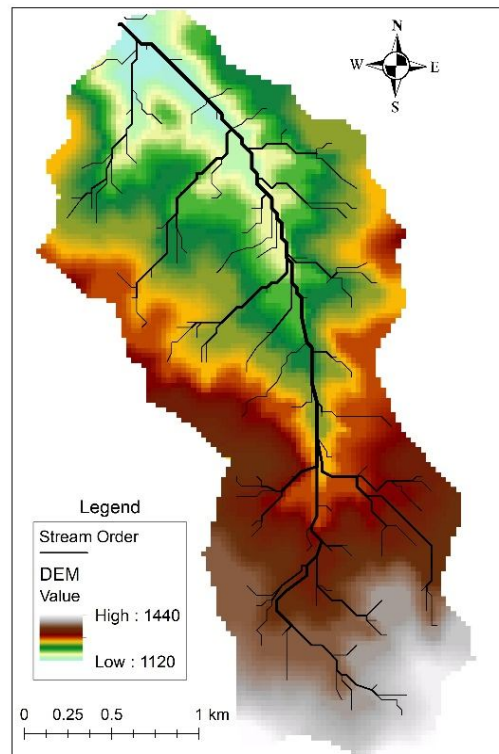 N
W E
S
Legend
Stream Order
DEM
Value
High : 1440
Low : 1120
0 0.25 0.5 1 km